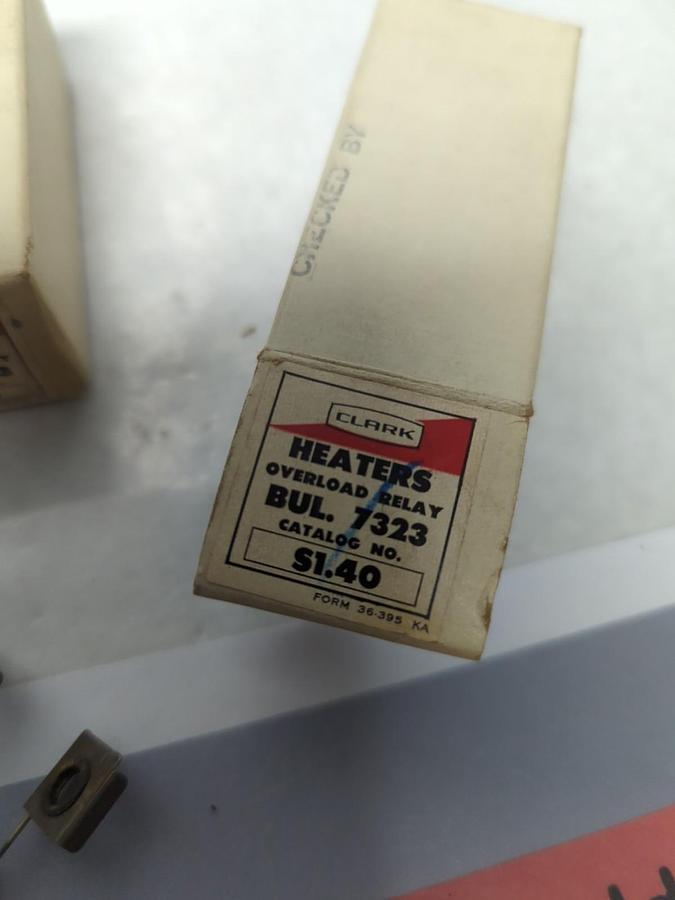 CHECKED BY
CLARK
HEATERS
OVERLOAD RELAY
BUL. 7323
CATALOG NO.
S1.40
FORM 36-395 KA